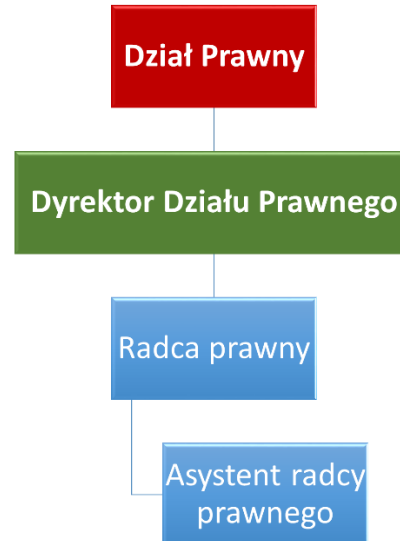 Dział Prawny
Dyrektor Działu Prawnego
Radca prawny
Asystent radcy
prawnego